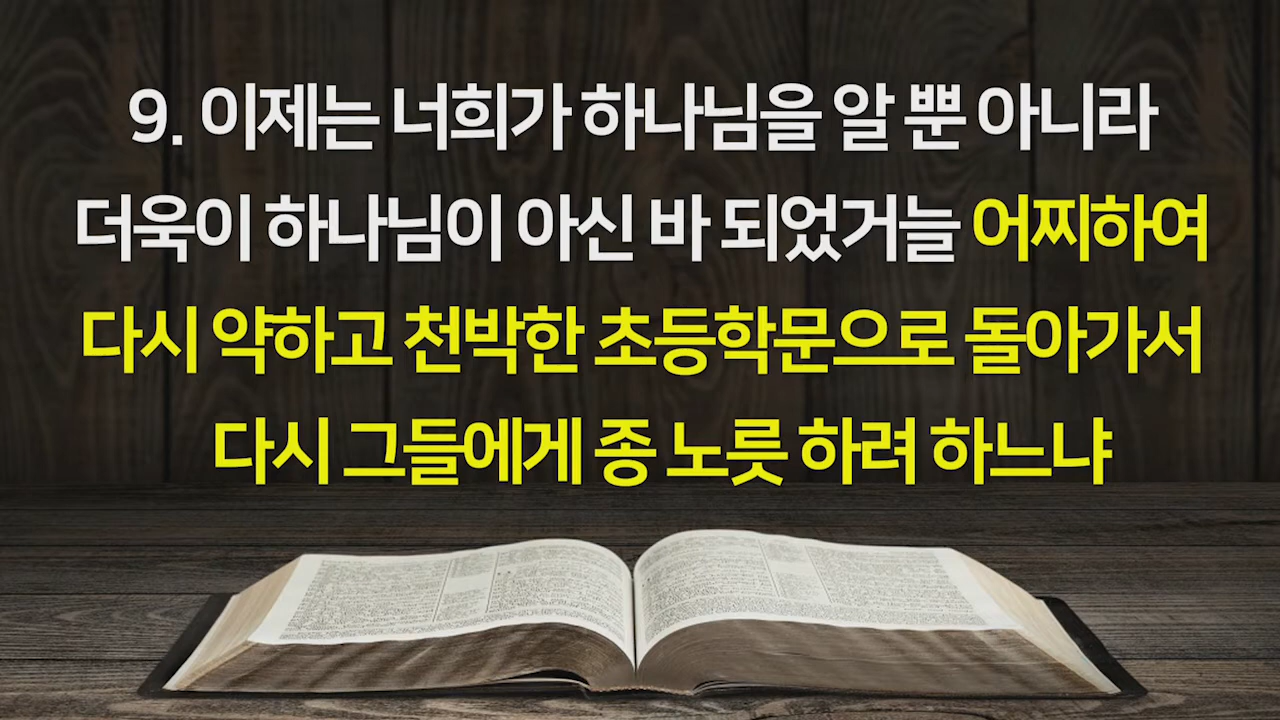 9. 이제는 너희가 하나님을 알 뿐 아니라
더욱이 하나님이 아신 바 되었거늘 어찌하여
다시 약하고 천박한 초등학문으로 돌아가서
다시 그들에게 종 노릇 하려 하느냐